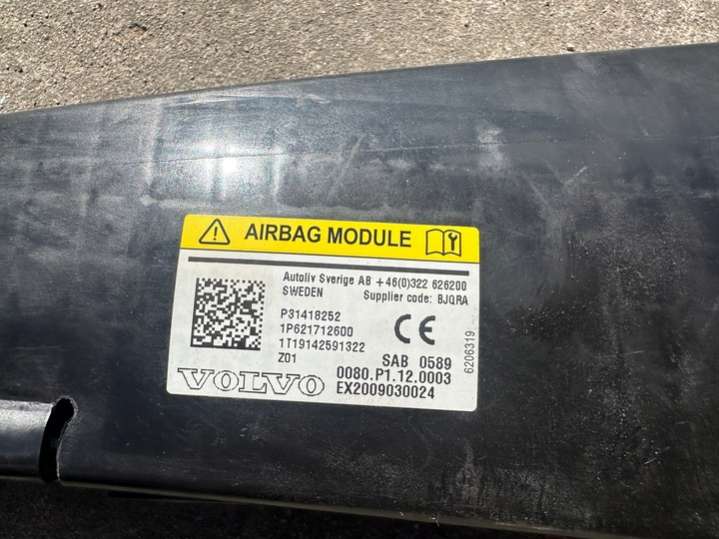 AIRBAG MODULE
Autoliv Sverige AB +46(0)322 626200
SWEDEN Supplier code: BJQRA
P31418252
1P621712600
1T19142591322
Z01
SAB 0589
0080.P1.12.0003
EX2009030024
VOLVO
CE
6206319